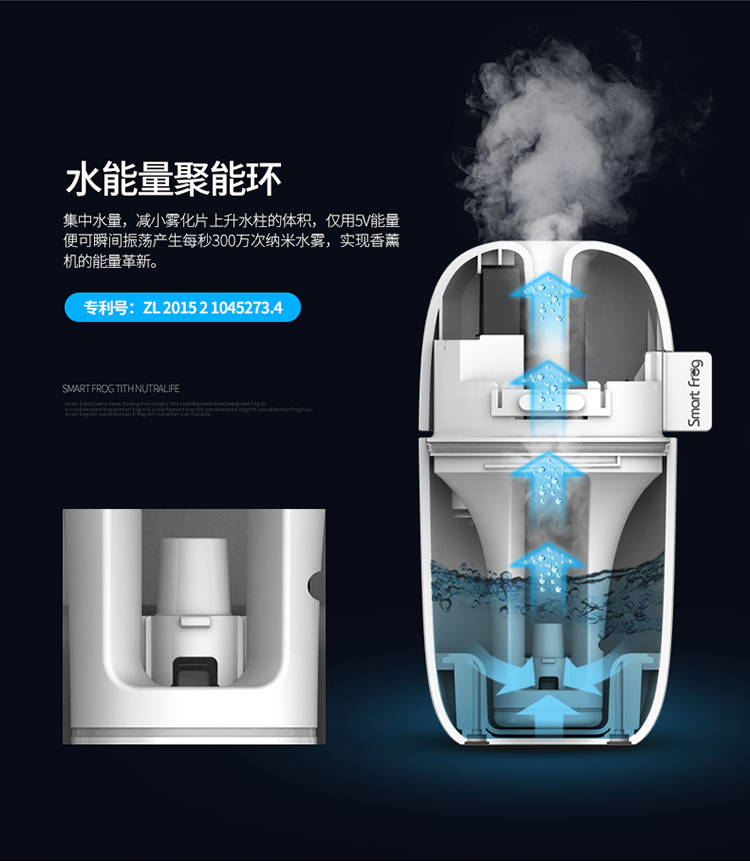 水能量聚能环
集中水量，减小雾化片上升水柱的体积，仅用5V能量
便可瞬间振荡产生每秒300万次纳米水雾，实现香薰
机的能量革新。
专利号：ZL 2015 2 1045273.4
SMART FROG TITH NUTRALIFE
Smart Frog